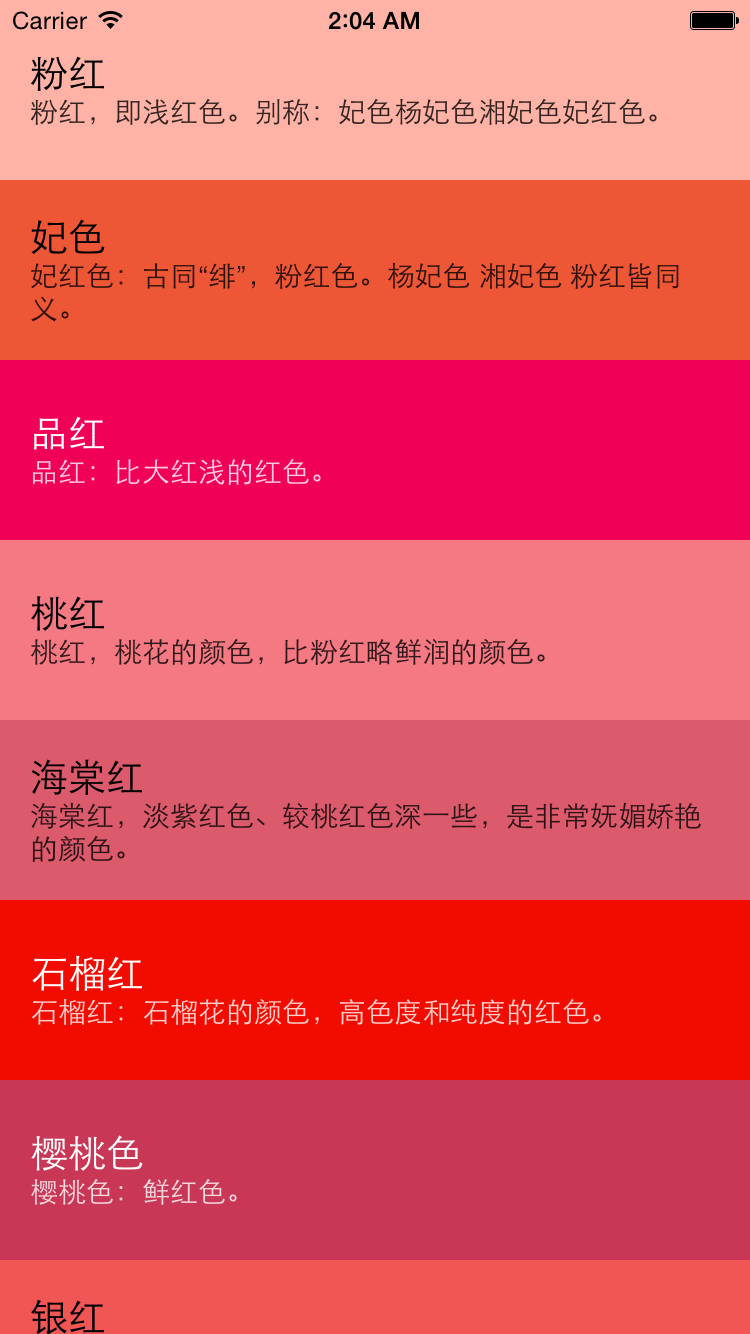 Carrier 2:04 AM
粉红
粉红，即浅红色。别称：妃色杨妃色湘妃色妃红色。
妃色
妃红色：古同“绯”，粉红色。杨妃色 湘妃色 粉红皆同
义。
品红
品红：比大红浅的红色。
桃红
桃红，桃花的颜色，比粉红略鲜润的颜色。
海棠红
海棠红，淡紫红色、较桃红色深一些，是非常妩媚娇艳
的颜色。
石榴红
石榴红：石榴花的颜色，高色度和纯度的红色。
樱桃色
樱桃色：鲜红色。
银红